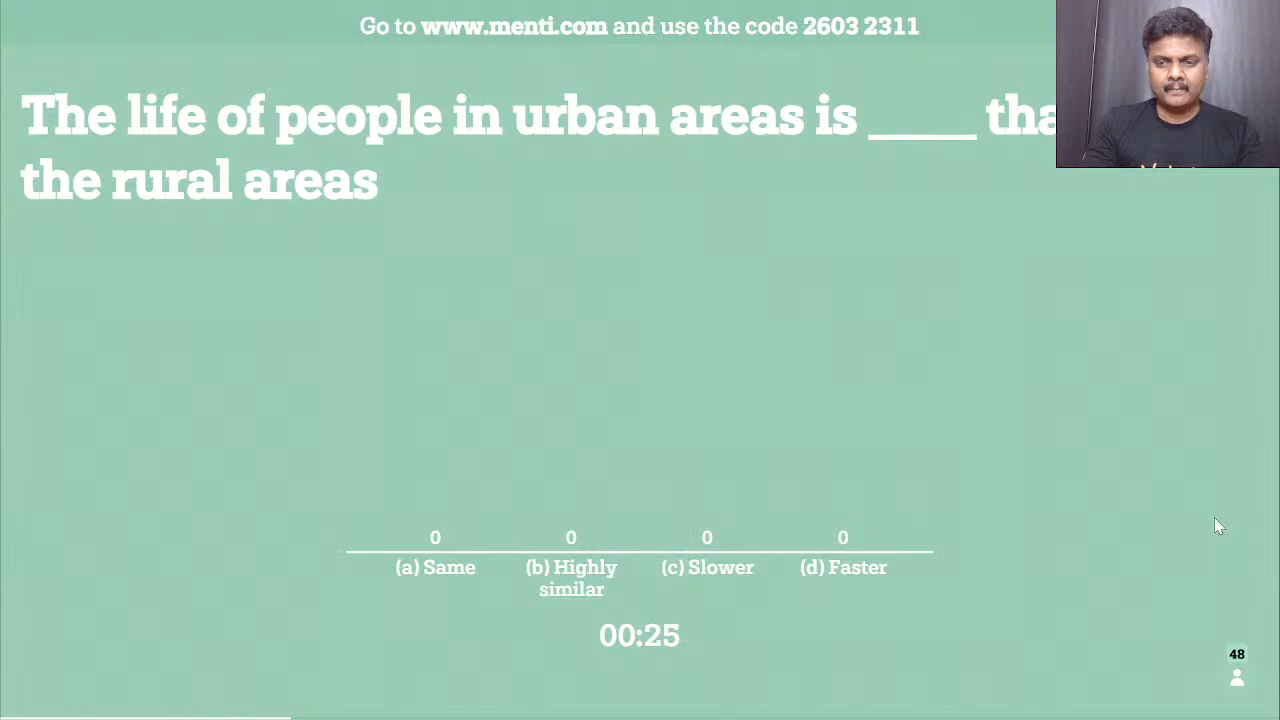 Go to www.menti.com and use the code 2603 2311
The life of people in urban areas is ____
the rural areas
0 0 0 0
(a) Same (b) Highly similar (c) Slower (d) Faster
00:25
48